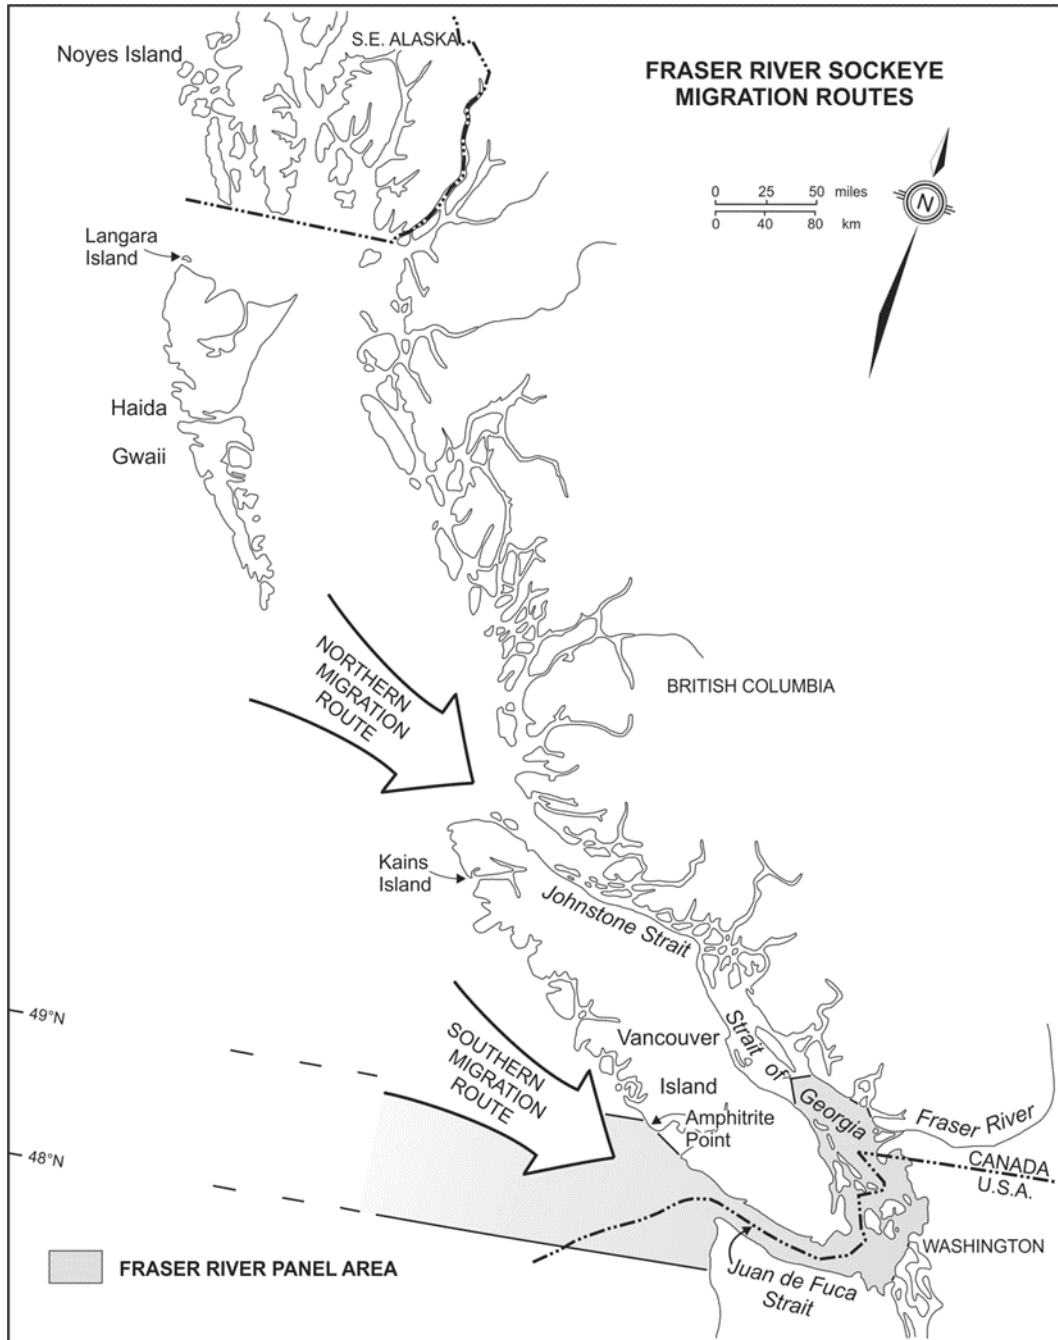 Noyes Island
S.E. ALASKA
FRASER RIVER SOCKEYE
MIGRATION ROUTES
0 25 50 miles
0 40 80 km
N
Langara
Island
Haida
Gwaii
NORTHERN
MIGRATION
ROUTE
BRITISH COLUMBIA
Kains
Island
Johnstone Strait
49°N
SOUTHERN
MIGRATION
ROUTE
Vancouver
Island
Strait of
Georgia
Amphitrite
Point
Fraser River
48°N
CANADA
U.S.A.
WASHINGTON
Juan de Fuca
Strait
FRASER RIVER PANEL AREA